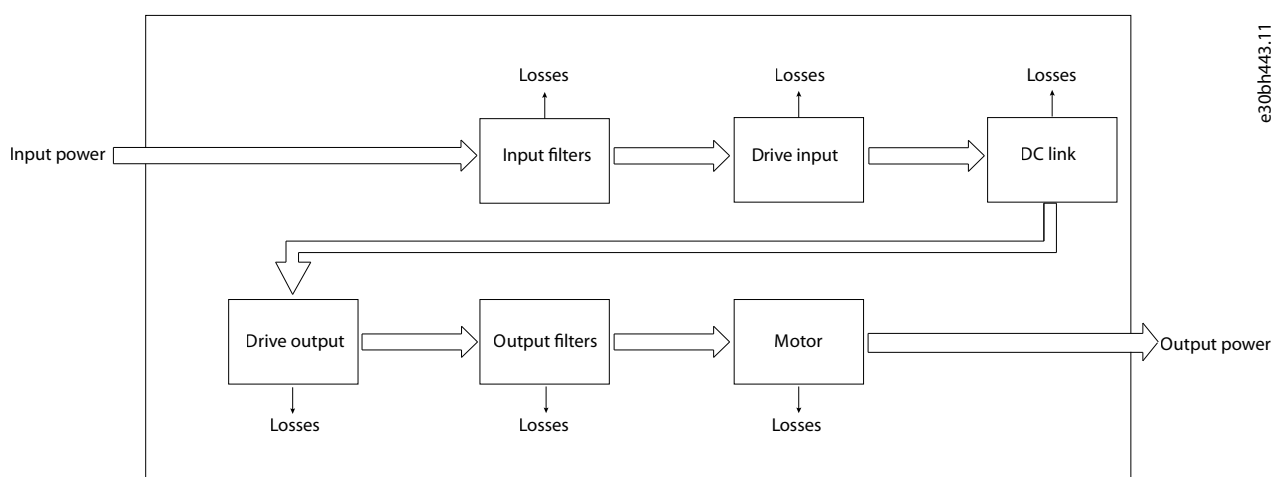 e30bh443.11
Losses
Losses
Losses
Input power
Input filters
Drive input
DC link
Drive output
Output filters
Motor
Output power
Losses
Losses
Losses